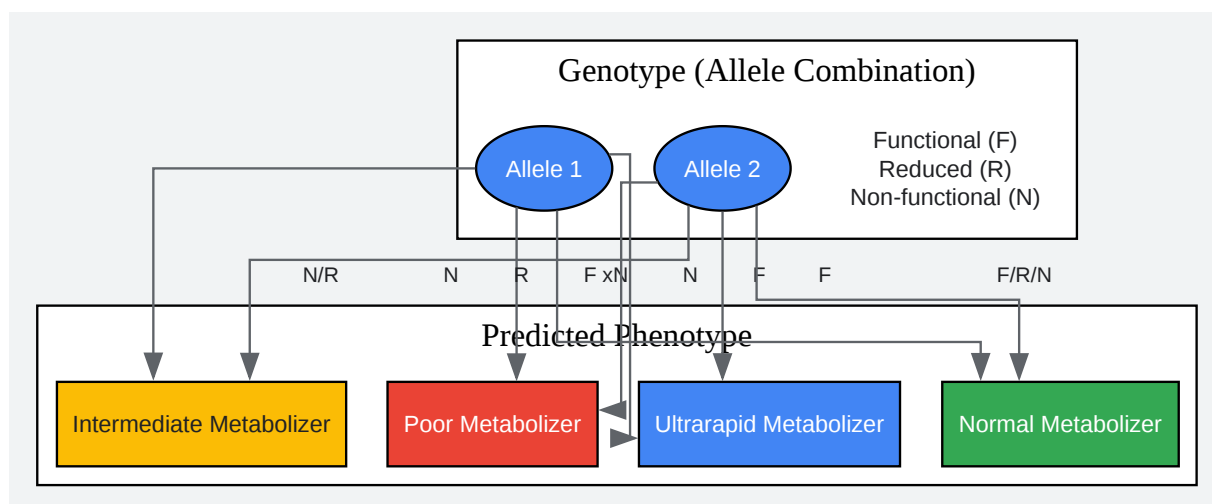 Genotype (Allele Combination)
Allele 1
Allele 2
Functional (F)
Reduced (R)
Non-functional (N)
N/R
N
R
F xN
N
F
F
F/R/N
Predicted Phenotype
Intermediate Metabolizer
Poor Metabolizer
Ultrarapid Metabolizer
Normal Metabolizer